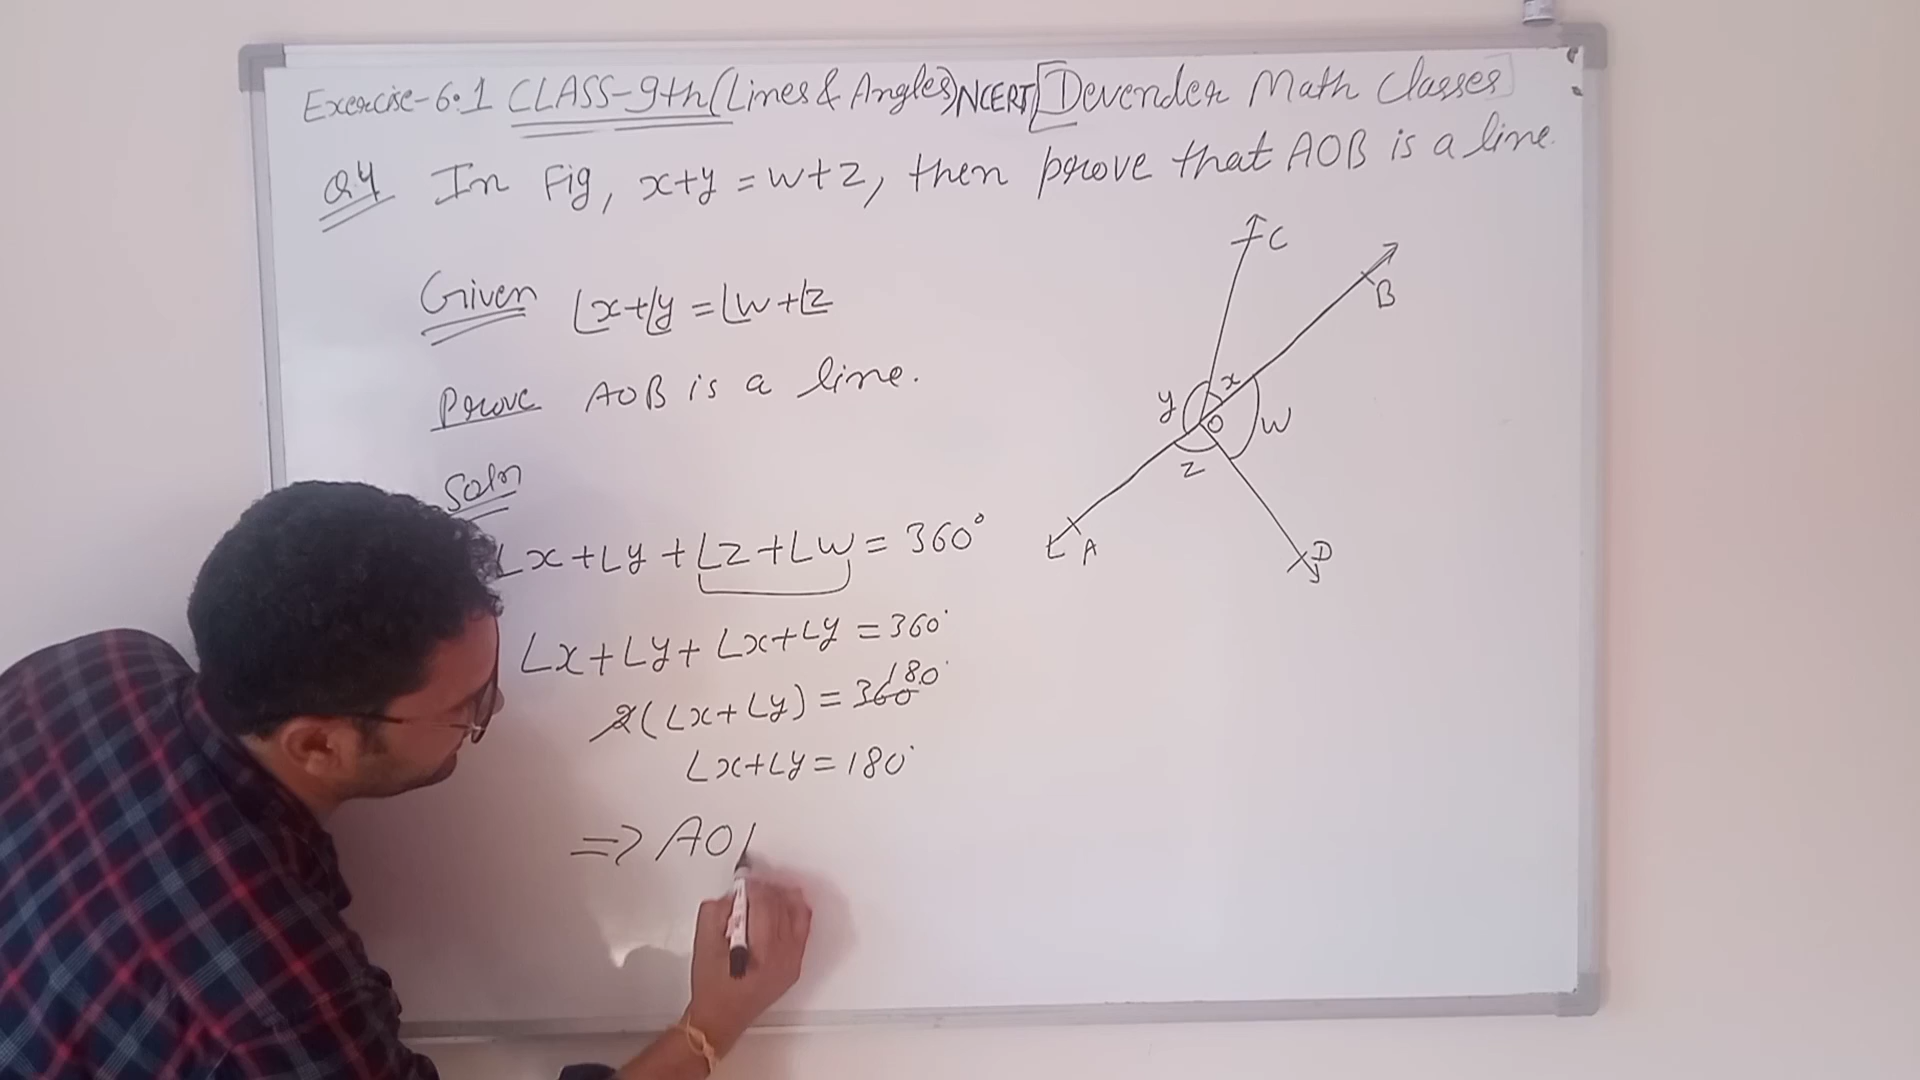 Exercise-6.1 CLASS-9th (Lines & Angles) NCERT [Devender Math Classes]
Q.4 In Fig, x+y = w+z, then prove that AOB is a line.
Given ∠x+∠y = ∠w+∠z
Prove AOB is a line.
Soln
∠x+∠y+∠z+∠w = 360°
∠x+∠y+∠x+∠y = 360°
2(∠x+∠y) = 360 180°
∠x+∠y = 180°
=> AO
C
B
x
y
O
w
z
A
D